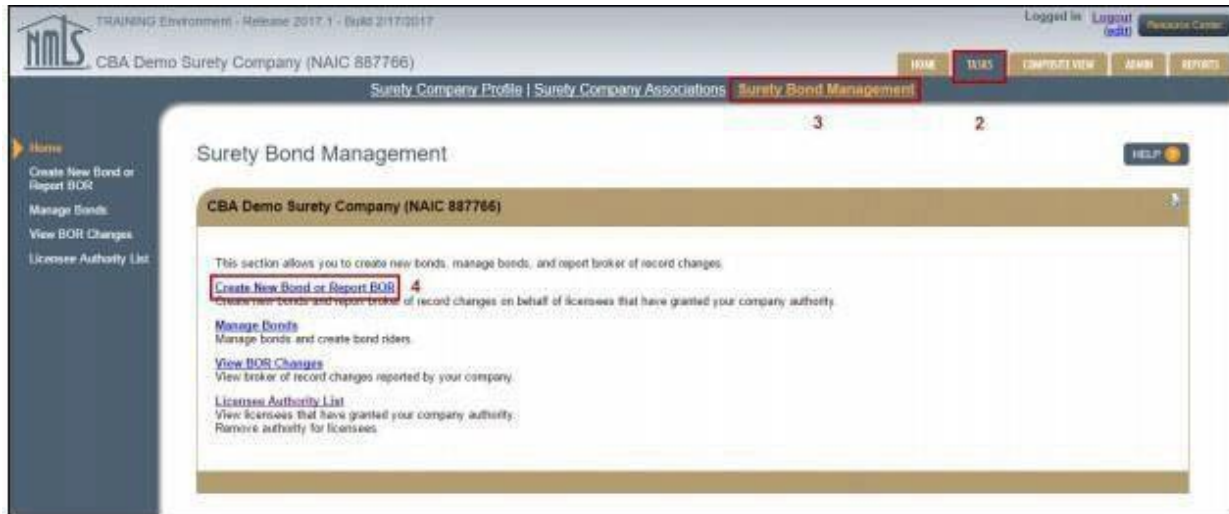 TRAINING Environment - Release 2017.1 - Build 2/17/2017
Logged in Logout
(edit)
Resource Center
NMLS
CBA Demo Surety Company (NAIC 887766)
HOME TASKS COMPOSITE VIEW ADMIN REPORTS
Surety Company Profile | Surety Company Associations Surety Bond Management
3 2
Home
Create New Bond or
Report BOR
Manage Bonds
View BOR Changes
Licensee Authority List
Surety Bond Management
HELP ?
CBA Demo Surety Company (NAIC 887766)
This section allows you to create new bonds, manage bonds, and report broker of record changes.
Create New Bond or Report BOR 4
Create new bonds and report broker of record changes on behalf of licensees that have granted your company authority.
Manage Bonds
Manage bonds and create bond riders.
View BOR Changes
View broker of record changes reported by your company.
Licensee Authority List
View licensees that have granted your company authority.
Remove authority for licensees.